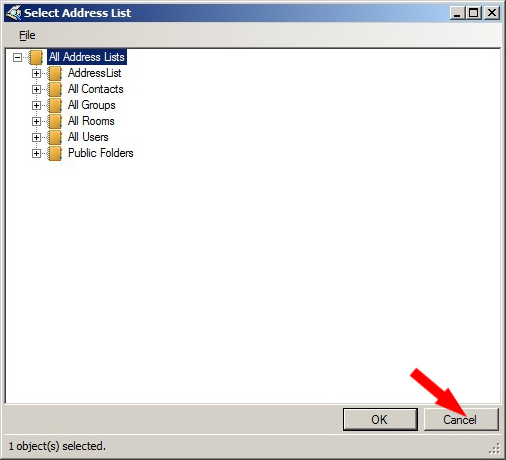 Select Address List
File
All Address Lists
AddressList
All Contacts
All Groups
All Rooms
All Users
Public Folders
OK Cancel
1 object(s) selected.